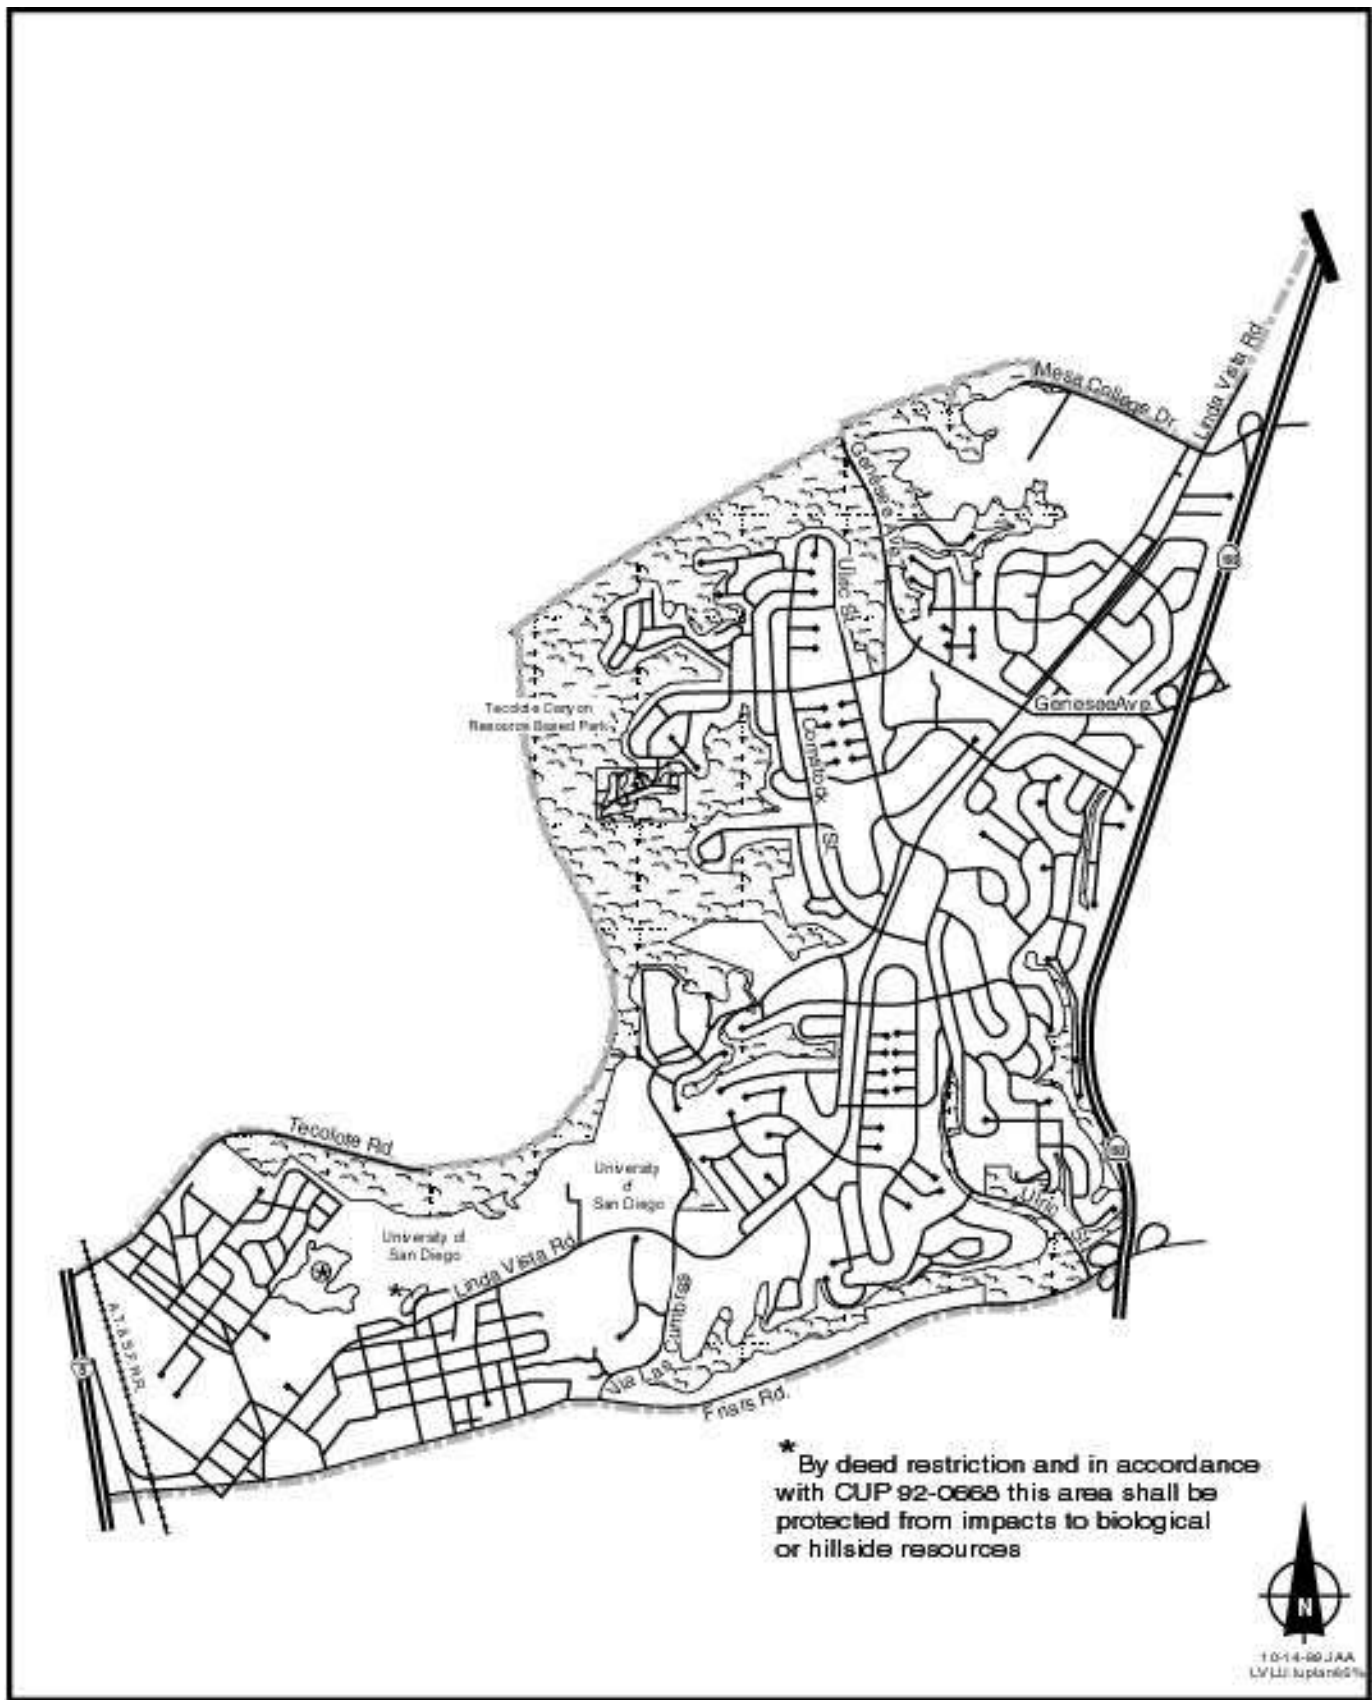 Linda Vista Rd
Mesa College Dr.
Genesee Ave
Ulric St.
Tecolote Canyon
Resource Based Park
Genesee Ave.
Comstock
St.
Tecolote Rd
University
of
San Diego
Ulric
St.
University of
San Diego
*
Linda Vista Rd
A.T.&S.F. R.R.
Via Las Cumbras
Friars Rd.
*By deed restriction and in accordance
with CUP 92-0668 this area shall be
protected from impacts to biological
or hillside resources
N